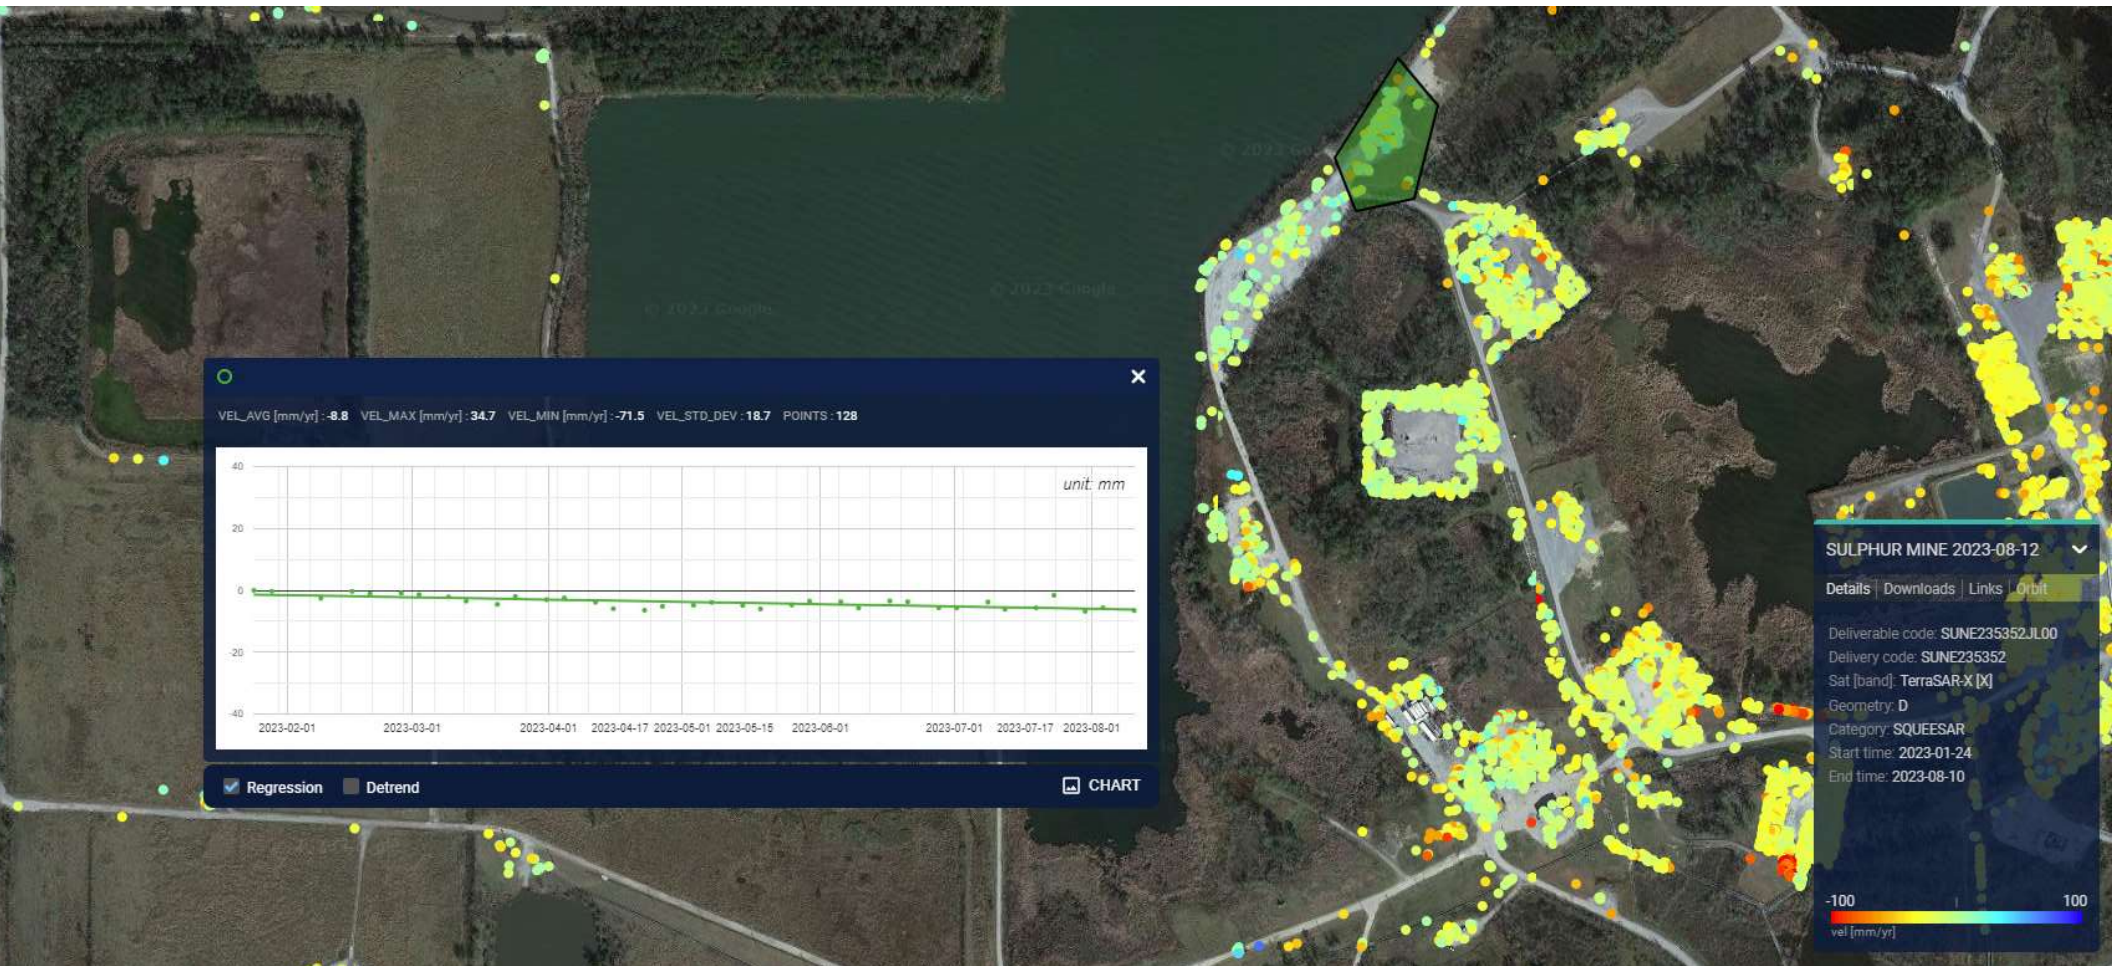 © 2023 Google
© 2023 Google
VEL_AVG [mm/yr] : -8.8 VEL_MAX [mm/yr] : 34.7 VEL_MIN [mm/yr] : -71.5 VEL_STD_DEV : 18.7 POINTS : 128
unit: mm
40
20
0
-20
-40
2023-02-01 2023-03-01 2023-04-01 2023-04-17 2023-05-01 2023-05-15 2023-06-01 2023-07-01 2023-07-17 2023-08-01
Regression Detrend CHART
SULPHUR MINE 2023-08-12
Details | Downloads | Links | Orbit
Deliverable code: SUNE235352JL00
Delivery code: SUNE235352
Sat [band]: TerraSAR-X [X]
Geometry: D
Category: SQUEESAR
Start time: 2023-01-24
End time: 2023-08-10
-100 100
vel [mm/yr]